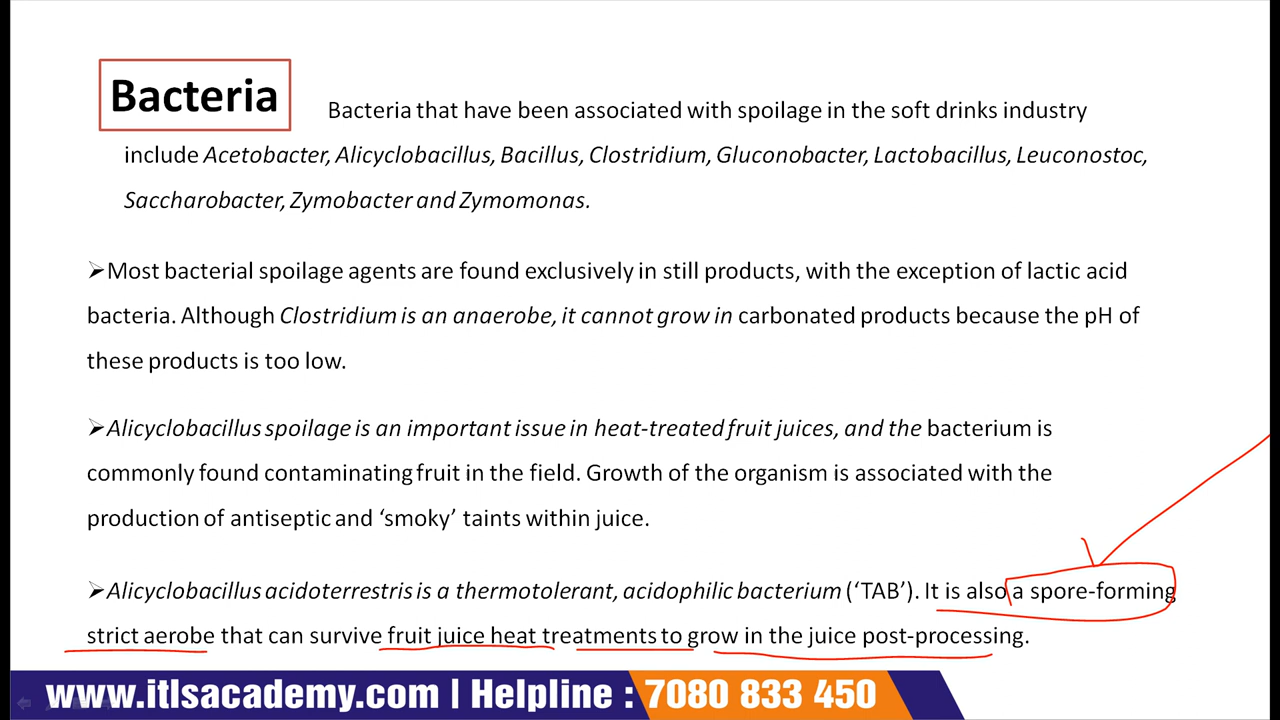 Bacteria
Bacteria that have been associated with spoilage in the soft drinks industry
include Acetobacter, Alicyclobacillus, Bacillus, Clostridium, Gluconobacter, Lactobacillus, Leuconostoc,
Saccharobacter, Zymobacter and Zymomonas.
➢Most bacterial spoilage agents are found exclusively in still products, with the exception of lactic acid
bacteria. Although Clostridium is an anaerobe, it cannot grow in carbonated products because the pH of
these products is too low.
➢Alicyclobacillus spoilage is an important issue in heat-treated fruit juices, and the bacterium is
commonly found contaminating fruit in the field. Growth of the organism is associated with the
production of antiseptic and ‘smoky’ taints within juice.
➢Alicyclobacillus acidoterrestris is a thermotolerant, acidophilic bacterium (‘TAB’). It is also a spore-forming
strict aerobe that can survive fruit juice heat treatments to grow in the juice post-processing.
www.itlsacademy.com | Helpline : 7080 833 450